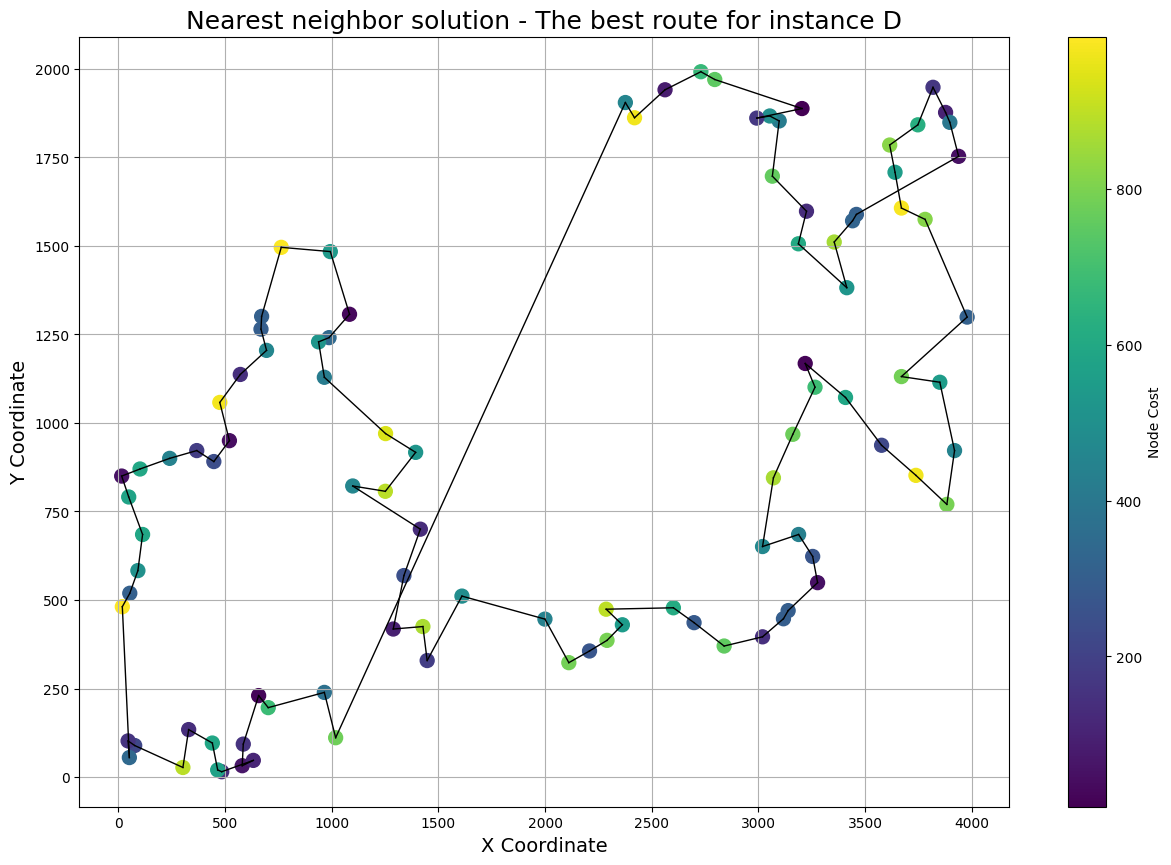 Nearest neighbor solution - The best route for instance D
Y Coordinate
2000
1750
1500
1250
1000
750
500
250
0
0 500 1000 1500 2000 2500 3000 3500 4000
X Coordinate
800
600
400
200
Node Cost